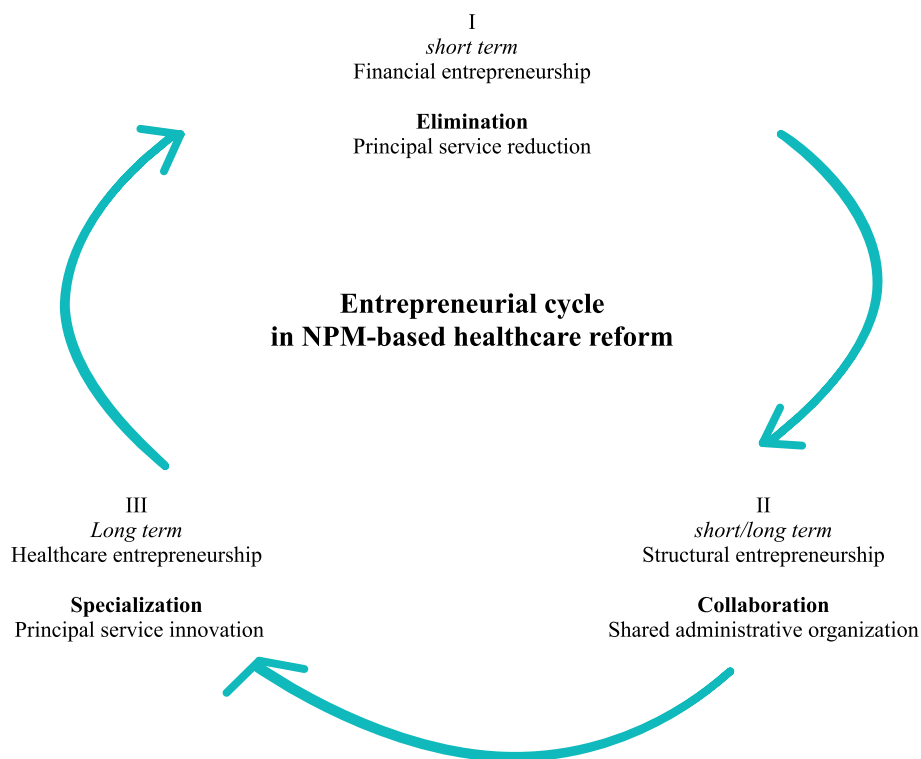 I
short term
Financial entrepreneurship
Elimination
Principal service reduction
Entrepreneurial cycle
in NPM-based healthcare reform
III
Long term
Healthcare entrepreneurship
Specialization
Principal service innovation
II
short/long term
Structural entrepreneurship
Collaboration
Shared administrative organization